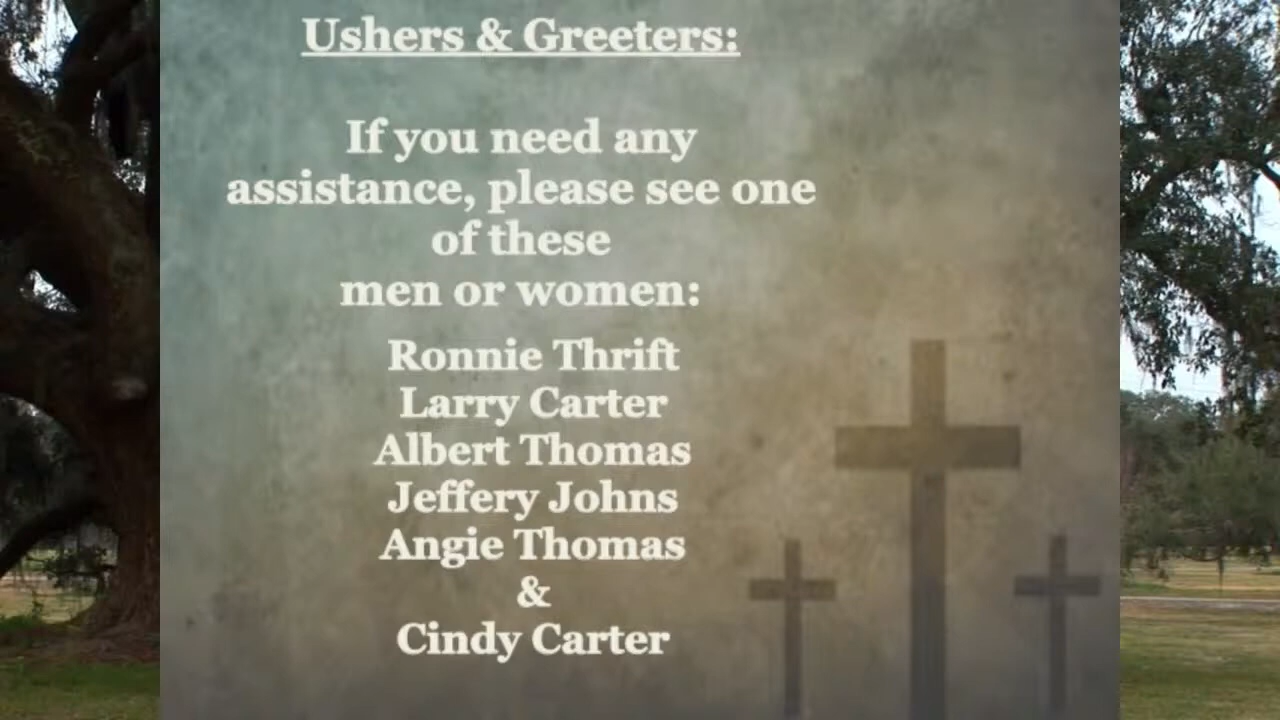 Ushers & Greeters:
If you need any
assistance, please see one
of these
men or women:
Ronnie Thrift
Larry Carter
Albert Thomas
Jeffery Johns
Angie Thomas
&
Cindy Carter